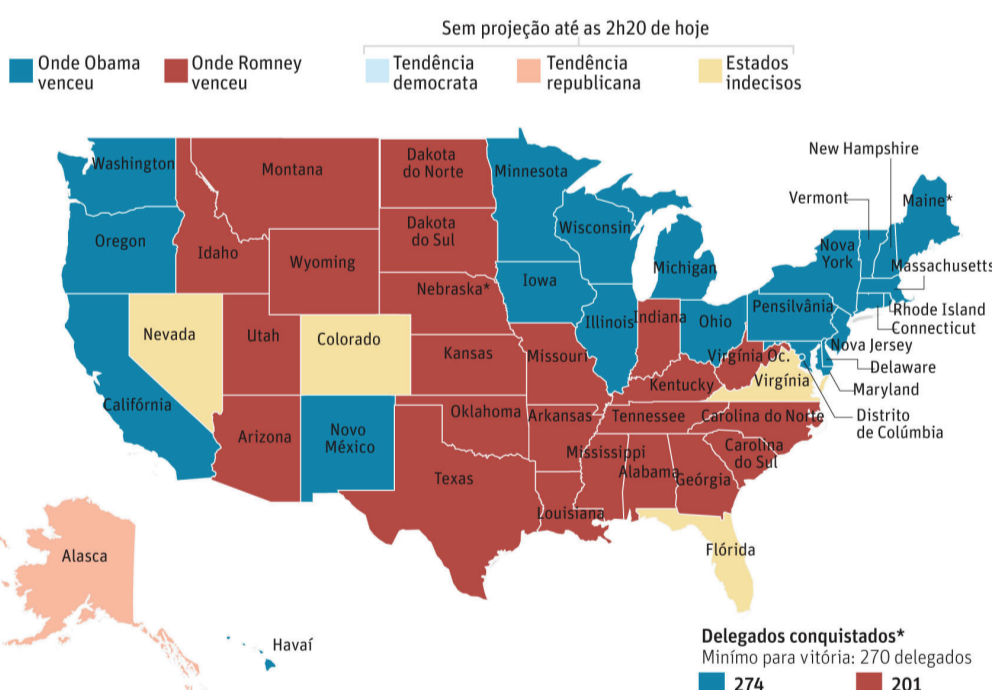 Sem projeção até as 2h20 de hoje
Onde Obama
venceu
Onde Romney
venceu
Tendência
democrata
Tendência
republicana
Estados
indecisos
Washington
Montana
Dakota
do Norte
Minnesota
New Hampshire
Vermont
Maine*
Oregon
Idaho
Wyoming
Dakota
do Sul
Wisconsin
Michigan
Nova
York
Massachusetts
Nebraska*
Iowa
Rhode Island
Connecticut
Nevada
Utah
Colorado
Kansas
Missouri
Illinois
Indiana
Ohio
Pensilvânia
Nova Jersey
Delaware
Maryland
Distrito
de Colúmbia
Virgínia Oc.
Virgínia
Kentucky
Califórnia
Arizona
Novo
México
Oklahoma
Arkansas
Tennessee
Carolina do Norte
Carolina
do Sul
Mississippi
Alabama
Geórgia
Texas
Louisiana
Flórida
Alasca
Havaí
Delegados conquistados*
Minímo para vitória: 270 delegados
274
201